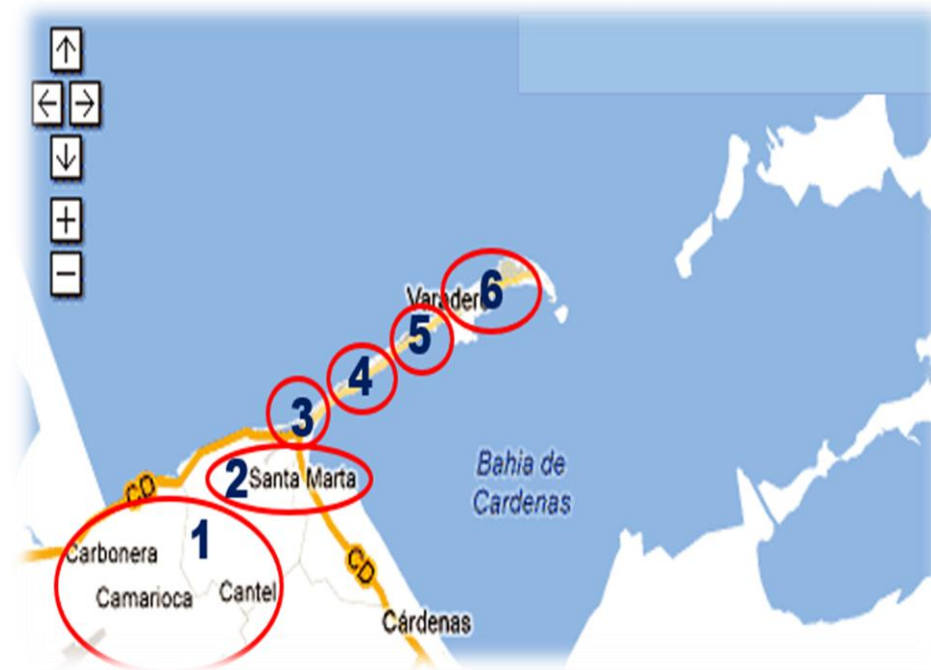 ↑
← →
↓
+
−
Varadero 6
5
4
3
2 Santa Marta
Bahia de
Cardenas
CD
1
Carbonera
CD
Camarioca
Cantel
Cárdenas